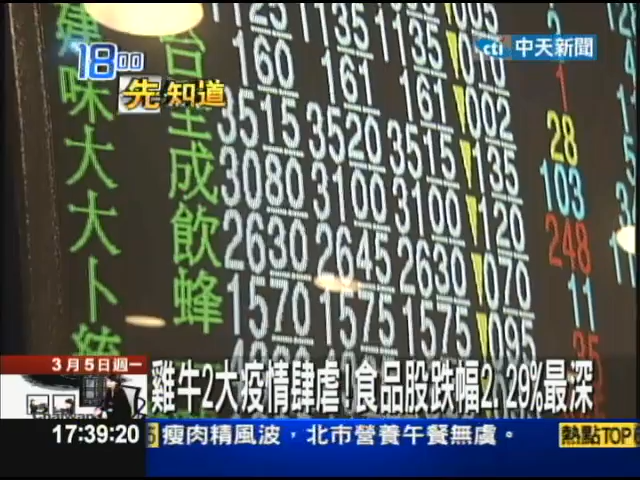 18:00
先知道
cti 中天新聞
1135 1135 010
160 161 161 1
3515 3520 3515 002 28
味全 3080 3100 3100 135 103
大成 2630 2645 2630 120 248
大飲 1570 1575 1575 070 11
卜蜂 095
統
3月5日週一
雞牛2大疫情肆虐!食品股跌幅2.29%最深
17:39:20
瘦肉精風波,北市營養午餐無虞。
熱點TOP